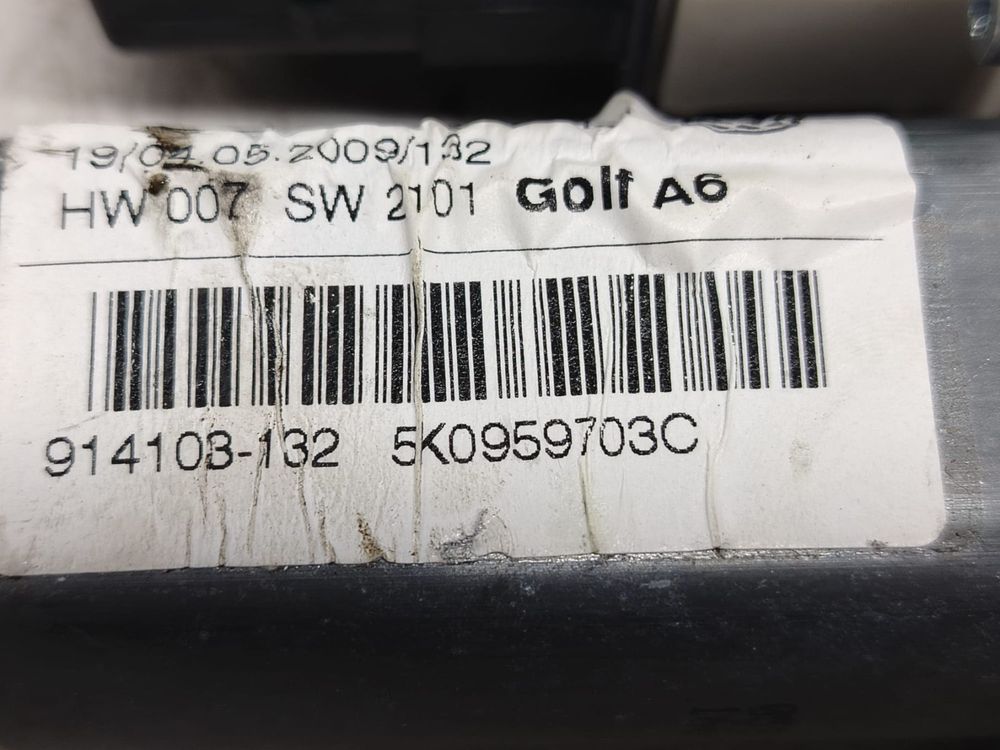 19/04.05.2009/132
HW 007 SW 2101 Golf A6
914103-132 5K0959703C